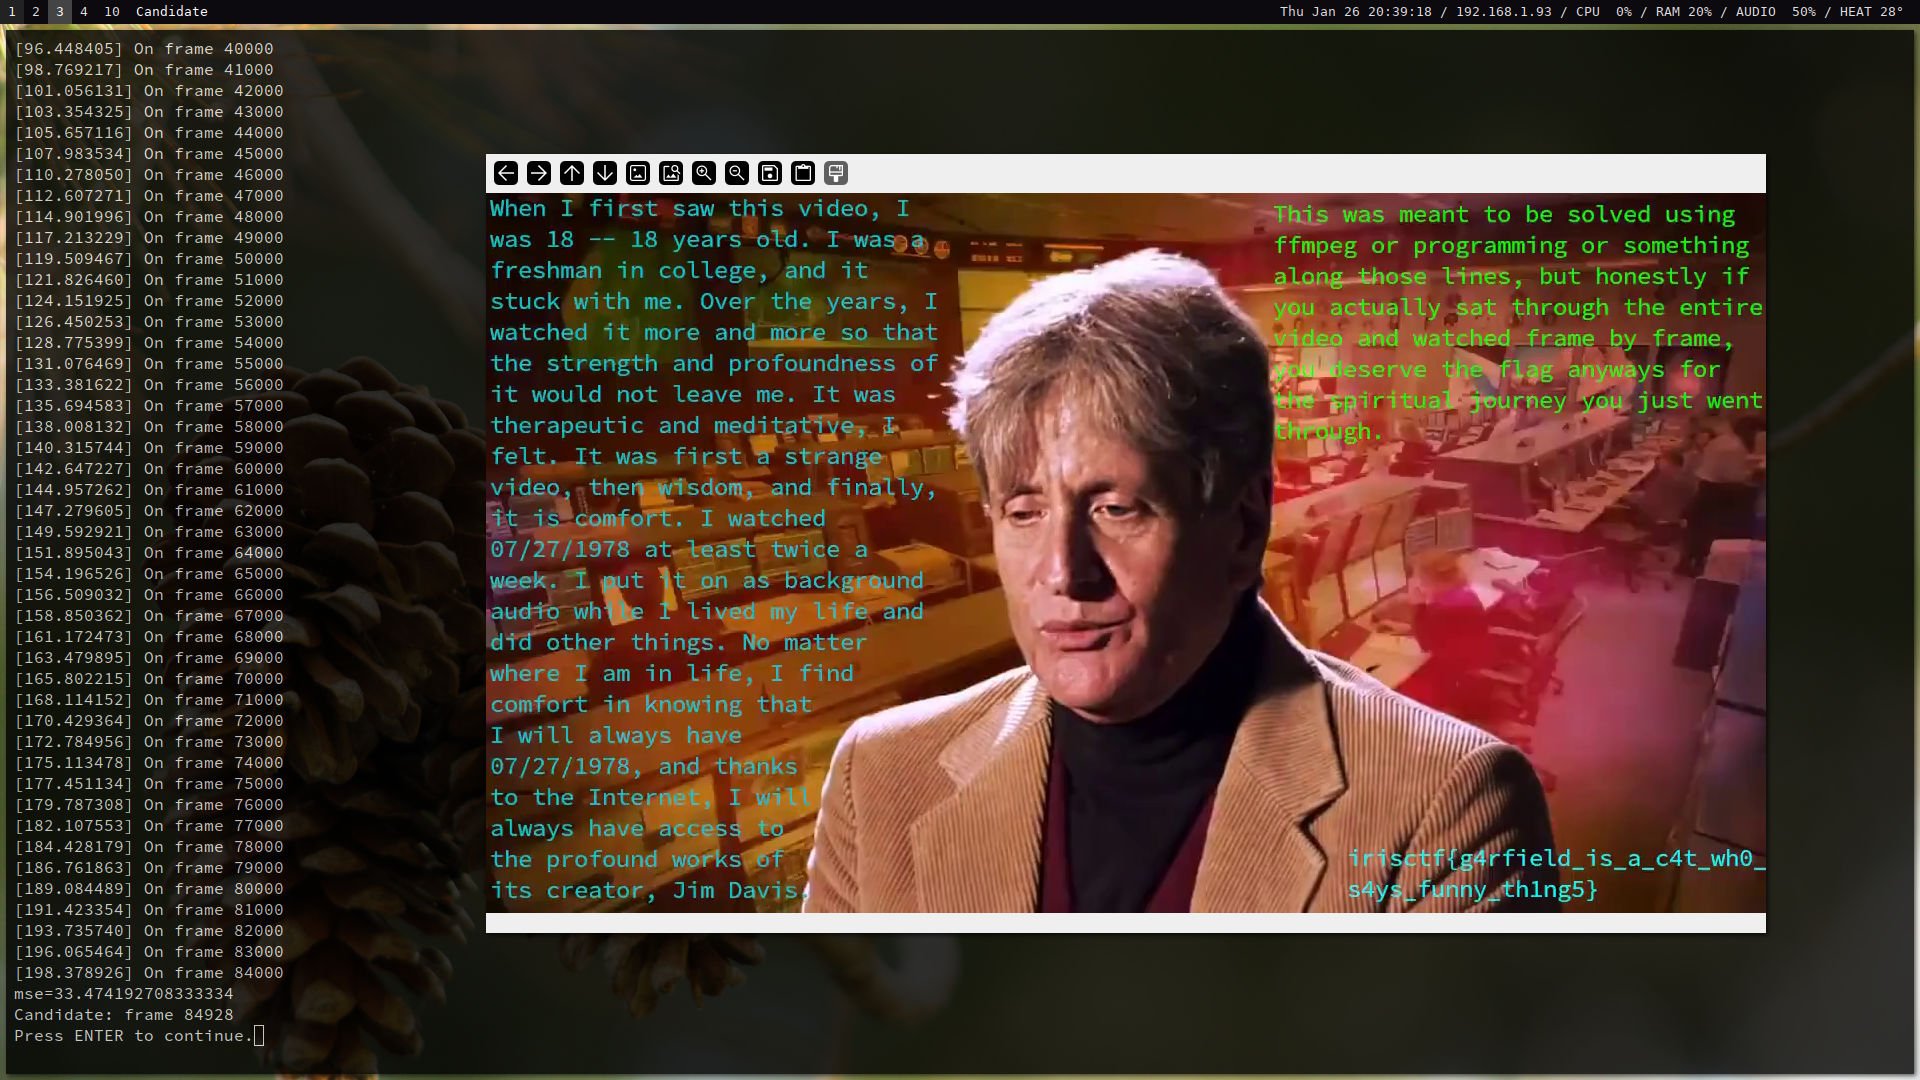 1 2 3 4 10 Candidate
Thu Jan 26 20:39:18 / 192.168.1.93 / CPU 0% / RAM 20% / AUDIO 50% / HEAT 28°
[96.448405] On frame 40000
[98.769217] On frame 41000
[101.056131] On frame 42000
[103.354325] On frame 43000
[105.657116] On frame 44000
[107.983534] On frame 45000
[110.278050] On frame 46000
[112.607271] On frame 47000
[114.901996] On frame 48000
[117.213229] On frame 49000
[119.509467] On frame 50000
[121.826460] On frame 51000
[124.151925] On frame 52000
[126.450253] On frame 53000
[128.775399] On frame 54000
[131.076469] On frame 55000
[133.381622] On frame 56000
[135.694583] On frame 57000
[138.008132] On frame 58000
[140.315744] On frame 59000
[142.647227] On frame 60000
[144.957262] On frame 61000
[147.279605] On frame 62000
[149.592921] On frame 63000
[151.895043] On frame 64000
[154.196526] On frame 65000
[156.509032] On frame 66000
[158.850362] On frame 67000
[161.172473] On frame 68000
[163.479895] On frame 69000
[165.802215] On frame 70000
[168.114152] On frame 71000
[170.429364] On frame 72000
[172.784956] On frame 73000
[175.113478] On frame 74000
[177.451134] On frame 75000
[179.787308] On frame 76000
[182.107553] On frame 77000
[184.428179] On frame 78000
[186.761863] On frame 79000
[189.084489] On frame 80000
[191.423354] On frame 81000
[193.735740] On frame 82000
[196.065464] On frame 83000
[198.378926] On frame 84000
mse=33.474192708333334
Candidate: frame 84928
Press ENTER to continue.
When I first saw this video, I
was 18 -- 18 years old. I was a
freshman in college, and it
stuck with me. Over the years, I
watched it more and more so that
the strength and profoundness of
it would not leave me. It was
therapeutic and meditative, I
felt. It was first a strange
video, then wisdom, and finally,
it is comfort. I watched
07/27/1978 at least twice a
week. I put it on as background
audio while I lived my life and
did other things. No matter
where I am in life, I find
comfort in knowing that
I will always have
07/27/1978, and thanks
to the Internet, I will
always have access to
the profound works of
its creator, Jim Davis.
This was meant to be solved using
ffmpeg or programming or something
along those lines, but honestly if
you actually sat through the entire
video and watched frame by frame,
you deserve the flag anyways for
the spiritual journey you just went
through.
irisctf{g4rfield_is_a_c4t_wh0_
s4ys_funny_th1ng5}